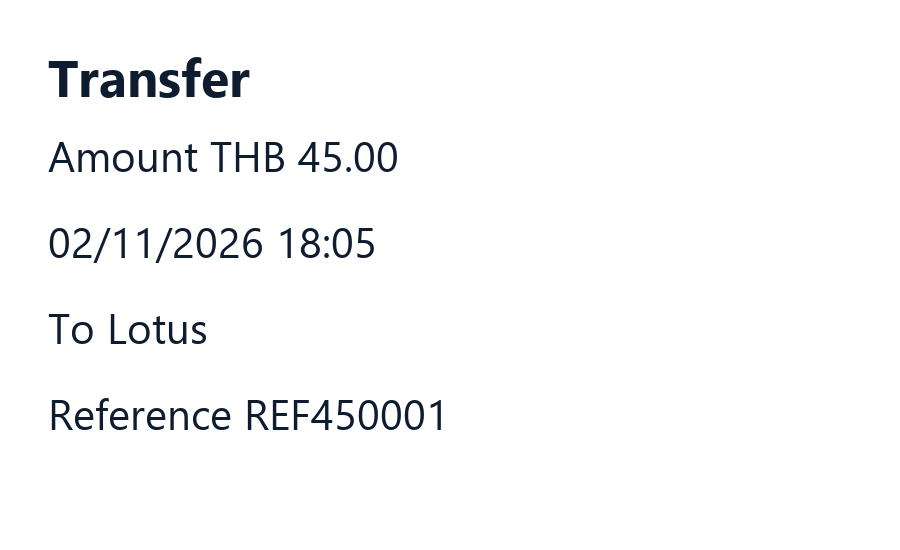 Transfer
Amount THB 45.00
02/11/2026 18:05
To Lotus
Reference REF450001